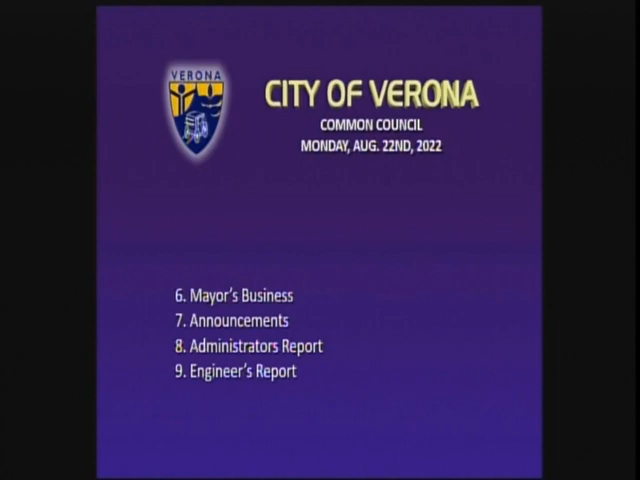 VERONA
CITY OF VERONA
COMMON COUNCIL
MONDAY, AUG. 22ND, 2022
6. Mayor's Business
7. Announcements
8. Administrators Report
9. Engineer's Report